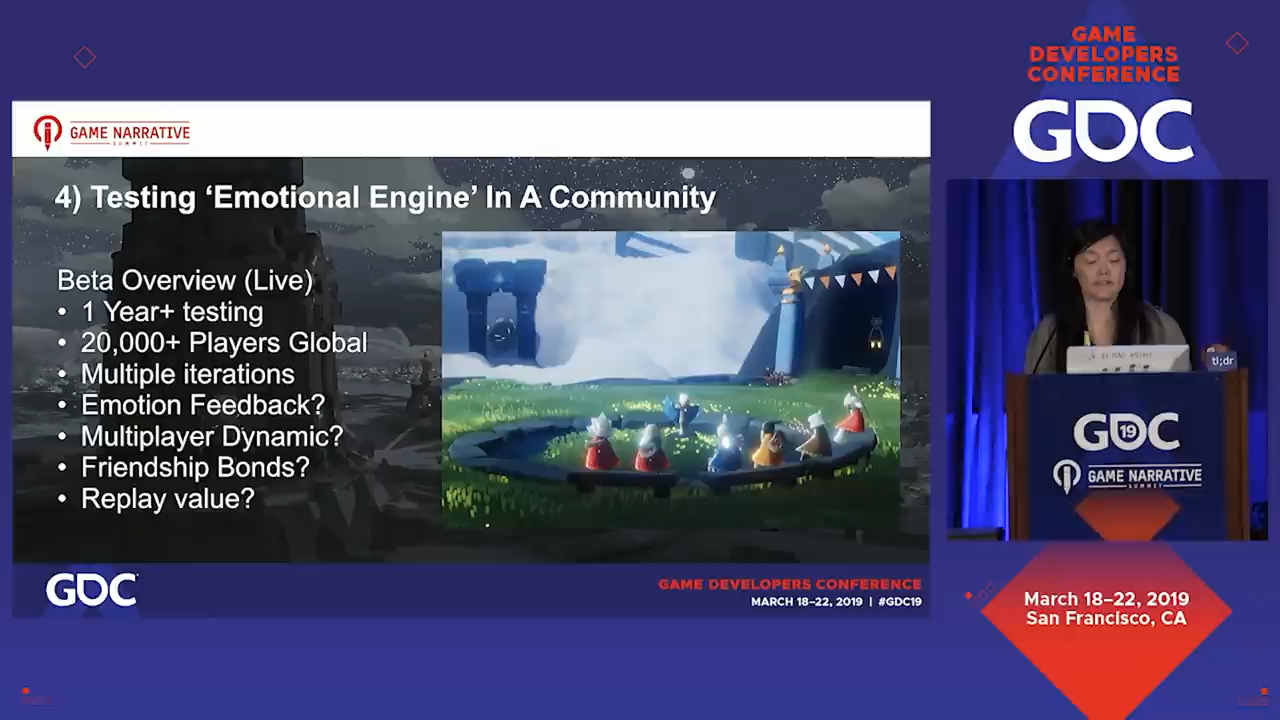 GAME
DEVELOPERS
CONFERENCE
GDC
GAME NARRATIVE
SUMMIT
4) Testing ‘Emotional Engine’ In A Community
Beta Overview (Live)
• 1 Year+ testing
• 20,000+ Players Global
• Multiple iterations
• Emotion Feedback?
• Multiplayer Dynamic?
• Friendship Bonds?
• Replay value?
GDC
GAME DEVELOPERS CONFERENCE
MARCH 18–22, 2019 | #GDC19
tl;dr
GDC
19
GAME NARRATIVE
SUMMIT
March 18–22, 2019
San Francisco, CA